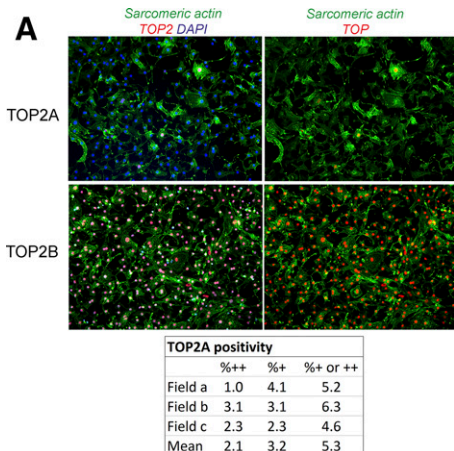 A
Sarcomeric actin
TOP2 DAPI
Sarcomeric actin
TOP
TOP2A
TOP2B
TOP2A positivity
%++ %+ %+ or ++
Field a 1.0 4.1 5.2
Field b 3.1 3.1 6.3
Field c 2.3 2.3 4.6
Mean 2.1 3.2 5.3